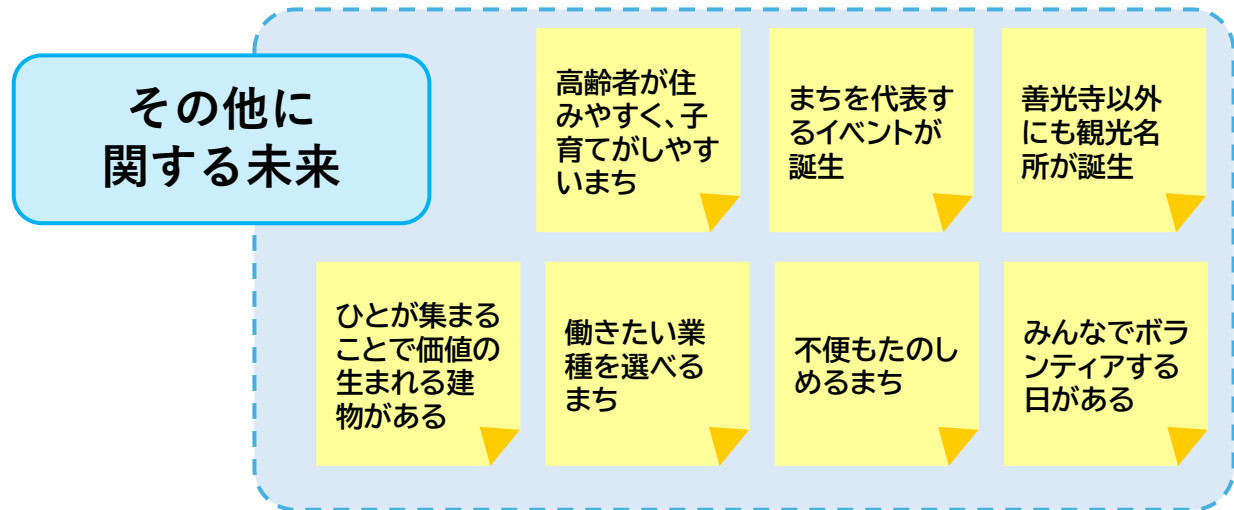 その他に
関する未来
高齢者が住
みやすく、子
育てがしやす
いまち
まちを代表す
るイベントが
誕生
善光寺以外
にも観光名
所が誕生
ひとが集まる
ことで価値の
生まれる建
物がある
働きたい業
種を選べる
まち
不便もたのし
めるまち
みんなでボラ
ンティアする
日がある